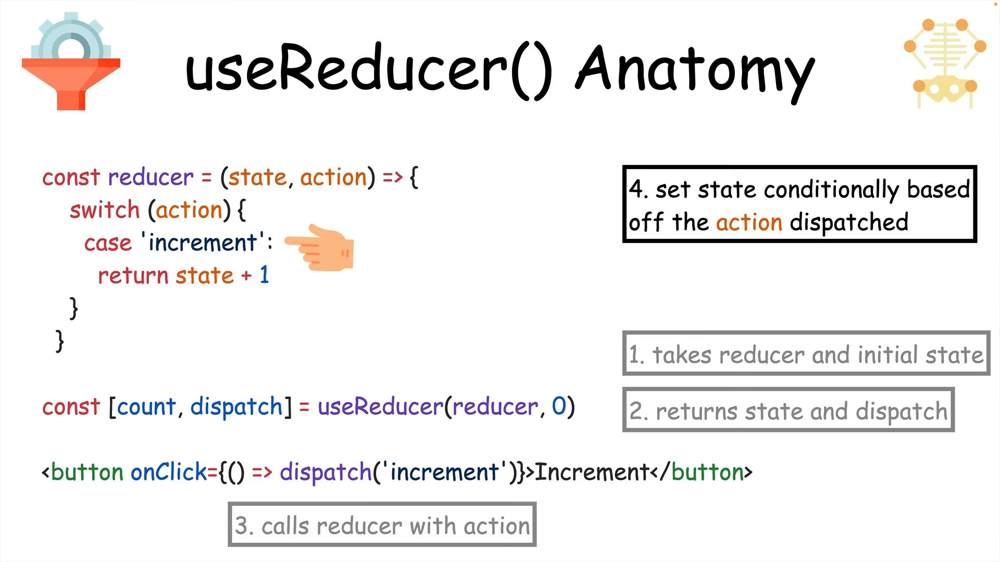 useReducer() Anatomy
const reducer = (state, action) => {
switch (action) {
case 'increment':
return state + 1
}
}
4. set state conditionally based
off the action dispatched
1. takes reducer and initial state
const [count, dispatch] = useReducer(reducer, 0)
2. returns state and dispatch
<button onClick={() => dispatch('increment')}>Increment</button>
3. calls reducer with action